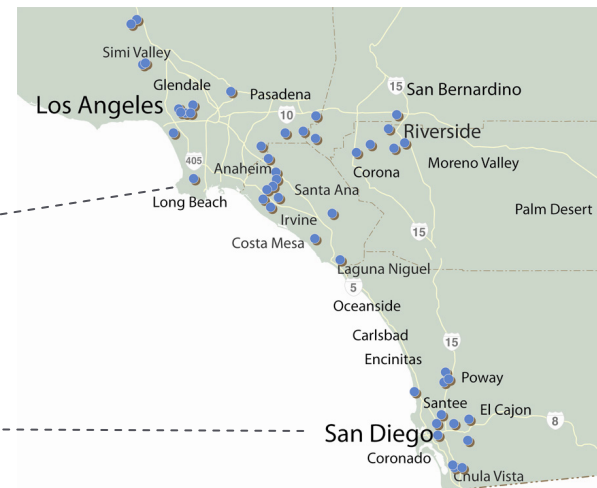 Simi Valley
Glendale
Pasadena
15
San Bernardino
Los Angeles
10
Riverside
405
Anaheim
Corona
Moreno Valley
Long Beach
Santa Ana
Palm Desert
Irvine
15
Costa Mesa
Laguna Niguel
5
Oceanside
Carlsbad
15
Encinitas
Poway
Santee
El Cajon
8
San Diego
Coronado
Chula Vista